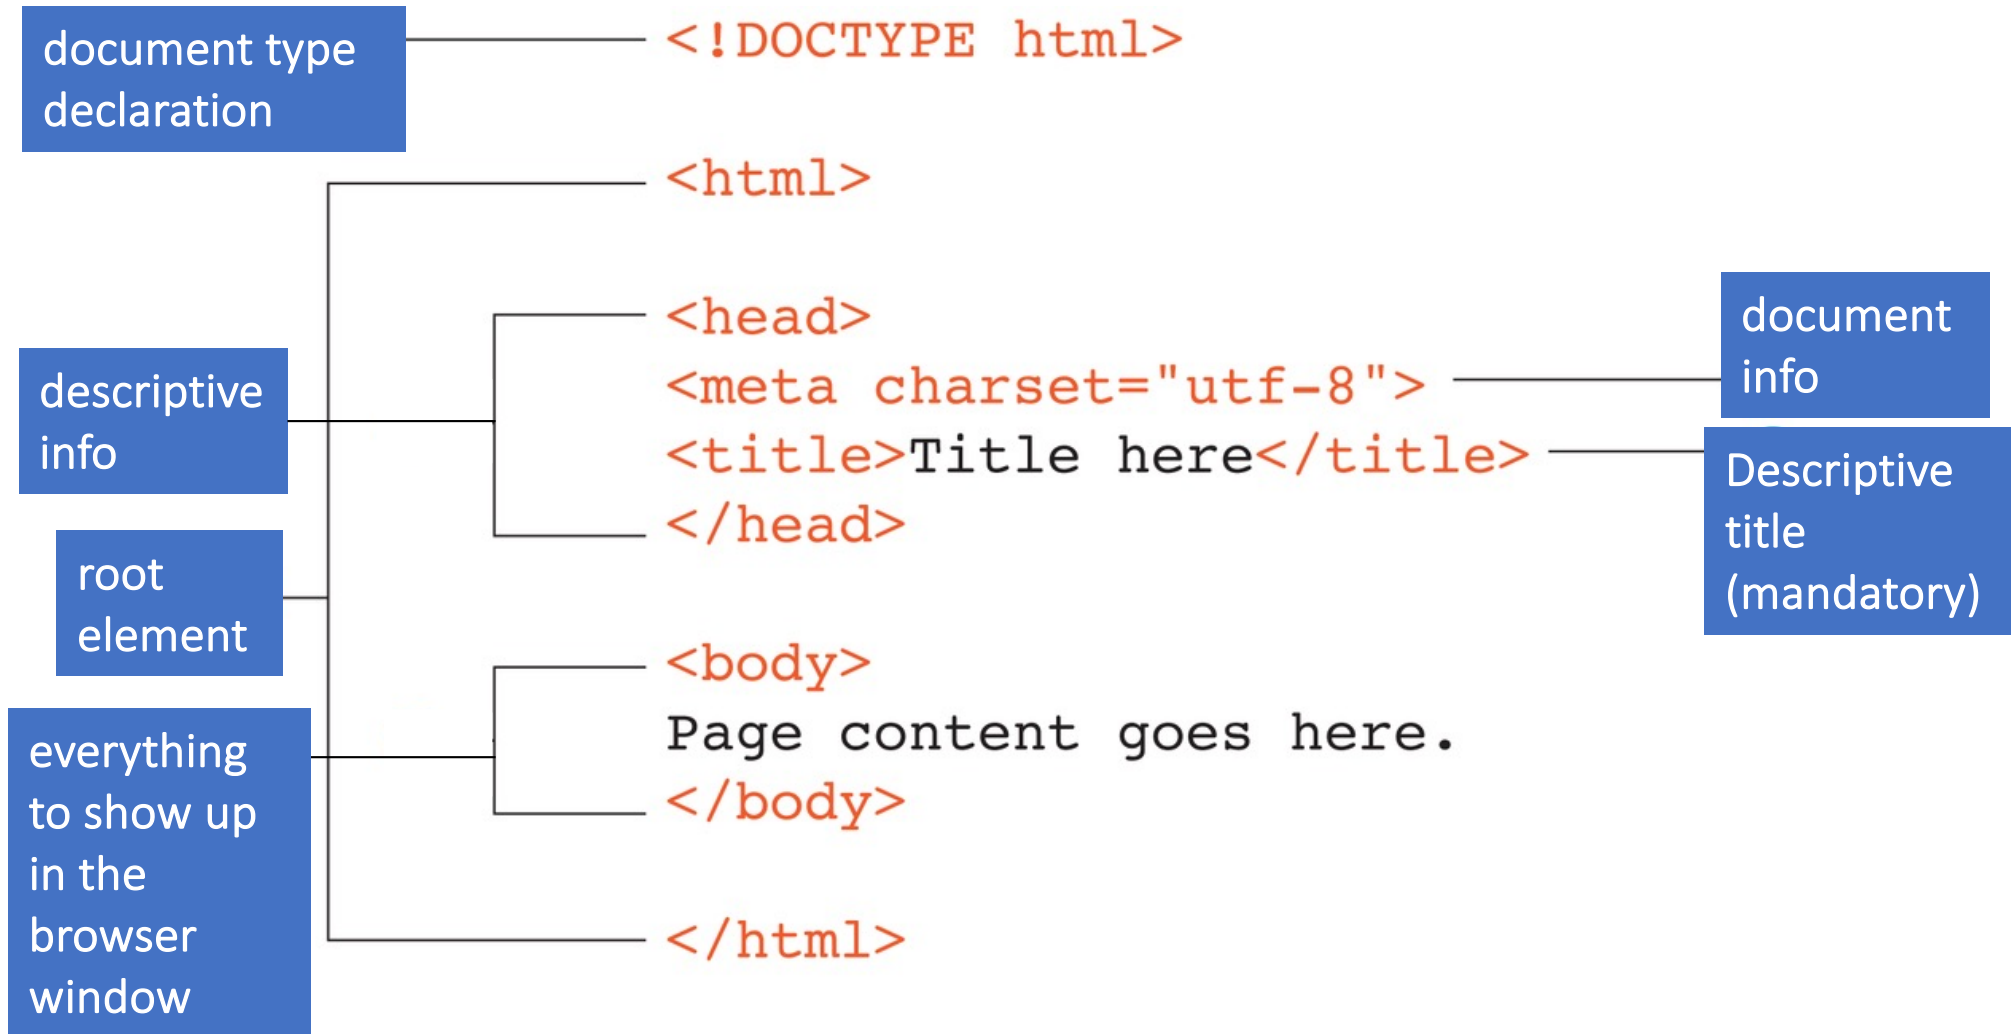 document type
declaration
<!DOCTYPE html>
<html>
<head>
<meta charset="utf-8">
<title>Title here</title>
</head>
document
info
Descriptive
title
(mandatory)
descriptive
info
root
element
<body>
Page content goes here.
</body>
everything
to show up
in the
browser
window
</html>